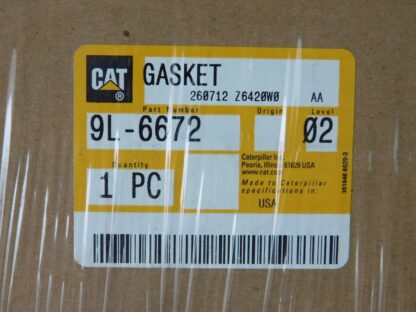 CAT®
GASKET
260712 Z6420W0 AA
Part Number Origin Level
9L-6672 02
Quantity
1 PC
Caterpillar Inc.
Peoria, Illinois 61629 USA
www.cat.com
Made to Caterpillar
specifications in.
USA